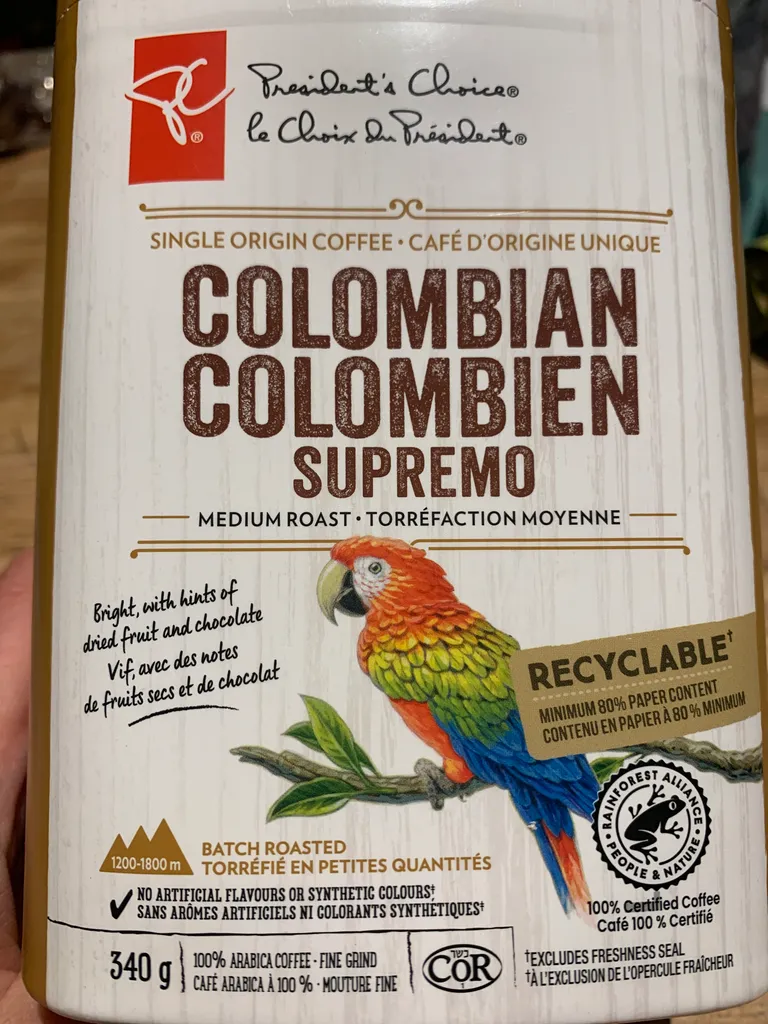 PC®
President's Choice®
le Choix du Président®
SINGLE ORIGIN COFFEE • CAFÉ D'ORIGINE UNIQUE
COLOMBIAN
COLOMBIEN
SUPREMO
MEDIUM ROAST • TORRÉFACTION MOYENNE
Bright, with hints of
dried fruit and chocolate
Vif, avec des notes
de fruits secs et de chocolat
RECYCLABLE†
MINIMUM 80% PAPER CONTENT
CONTENU EN PAPIER À 80 % MINIMUM
• RAINFOREST ALLIANCE •
PEOPLE & NATURE
1200-1800 m
BATCH ROASTED
TORRÉFIÉ EN PETITES QUANTITÉS
NO ARTIFICIAL FLAVOURS OR SYNTHETIC COLOURS‡
SANS ARÔMES ARTIFICIELS NI COLORANTS SYNTHÉTIQUES‡
100% Certified Coffee
Café 100 % Certifié
340 g
100% ARABICA COFFEE • FINE GRIND
CAFÉ ARABICA À 100 % • MOUTURE FINE
כשר
COR
†EXCLUDES FRESHNESS SEAL
†À L'EXCLUSION DE L'OPERCULE FRAÎCHEUR